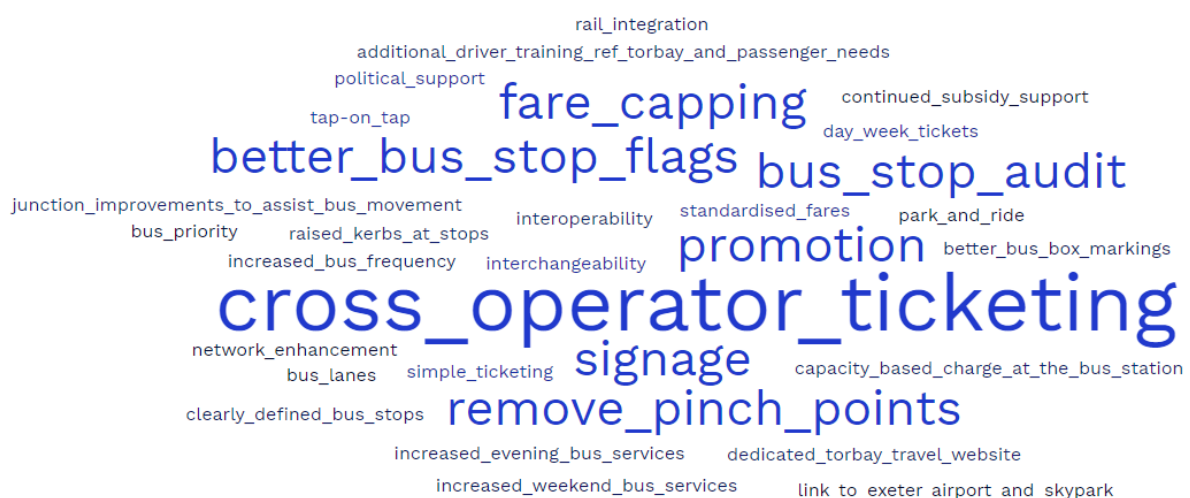 rail_integration
additional_driver_training_ref_torbay_and_passenger_needs
political_support
fare_capping
continued_subsidy_support
tap-on_tap
day_week_tickets
better_bus_stop_flags
bus_stop_audit
junction_improvements_to_assist_bus_movement
interoperability
standardised_fares
park_and_ride
bus_priority
raised_kerbs_at_stops
promotion
better_bus_box_markings
increased_bus_frequency
interchangeability
cross_operator_ticketing
network_enhancement
signage
bus_lanes
simple_ticketing
capacity_based_charge_at_the_bus_station
clearly_defined_bus_stops
remove_pinch_points
increased_evening_bus_services
dedicated_torbay_travel_website
increased_weekend_bus_services
link_to_exeter_airport_and_skypark